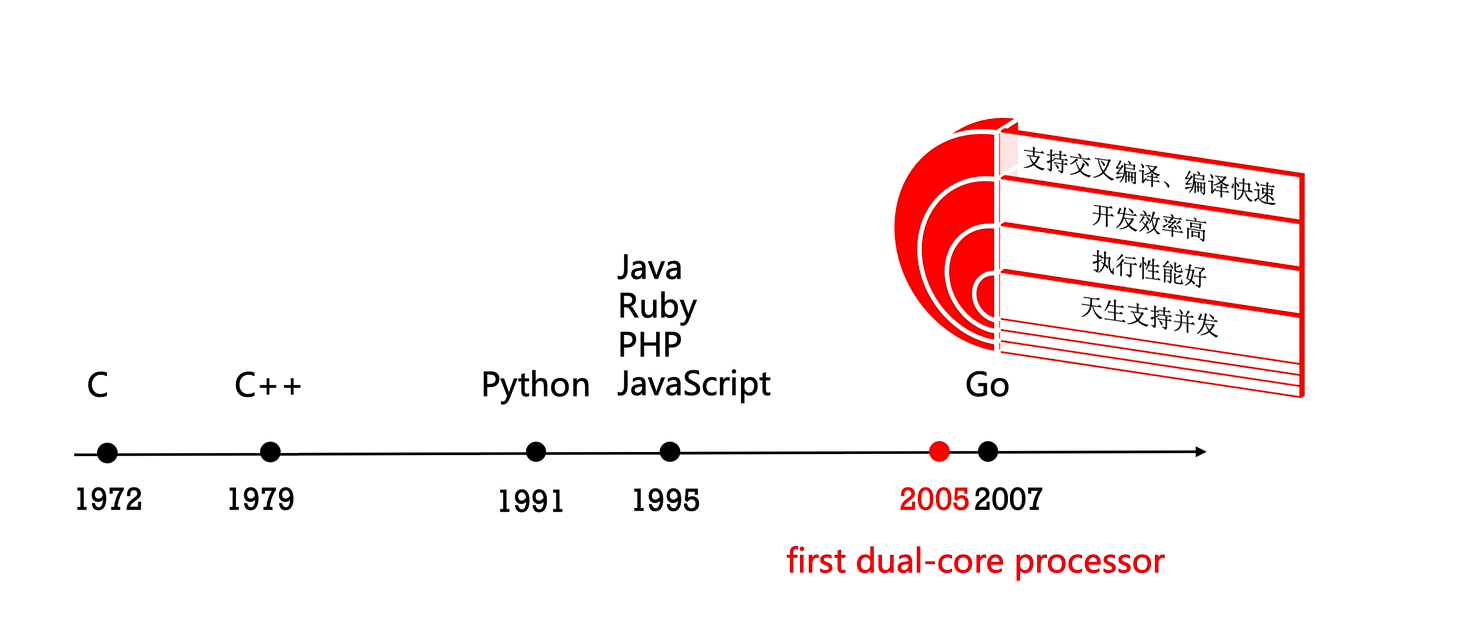 支持交叉编译、编译快速
开发效率高
执行性能好
天生支持并发
Java
Ruby
PHP
JavaScript
C
C++
Python
Go
1972
1979
1991
1995
2005
2007
first dual-core processor